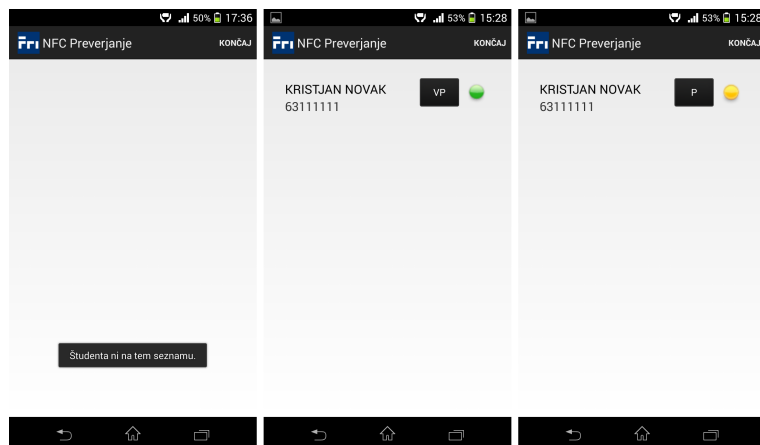 50% 17:36
Fri NFC Preverjanje KONČAJ
Študenta ni na tem seznamu.
53% 15:28
Fri NFC Preverjanje KONČAJ
KRISTJAN NOVAK VP
63111111
53% 15:28
Fri NFC Preverjanje KONČAJ
KRISTJAN NOVAK P
63111111